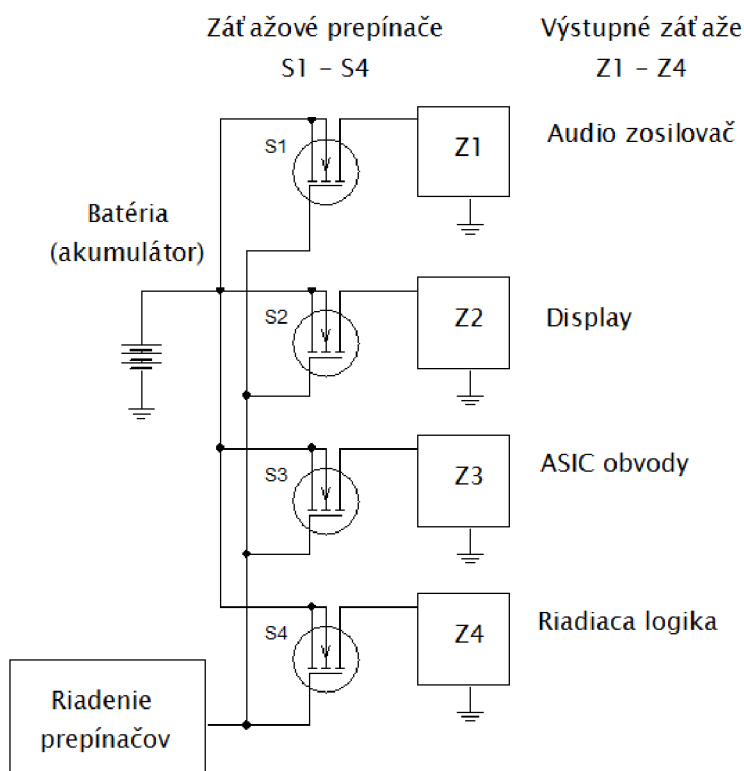 Záťažové prepínače
S1 – S4
Výstupné záťaže
Z1 – Z4
S1
Z1
Audio zosilovač
Batéria
(akumulátor)
S2
Z2
Display
S3
Z3
ASIC obvody
S4
Z4
Riadiaca logika
Riadenie
prepínačov